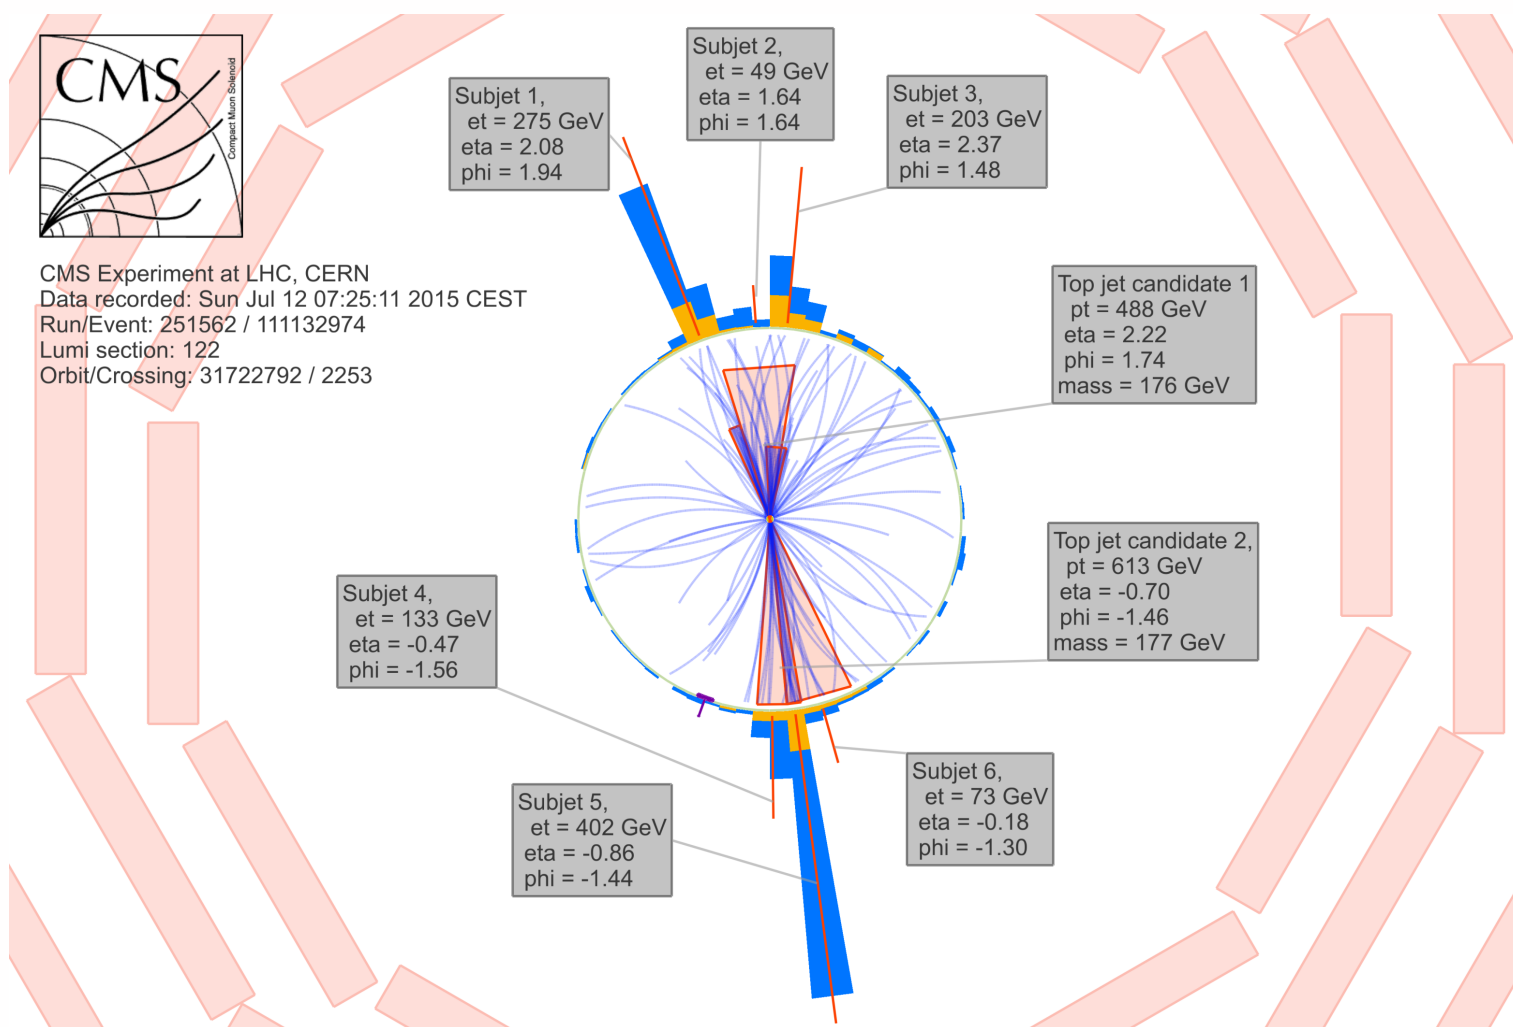 CMS
Compact Muon Solenoid
CMS Experiment at LHC, CERN
Data recorded: Sun Jul 12 07:25:11 2015 CEST
Run/Event: 251562 / 111132974
Lumi section: 122
Orbit/Crossing: 31722792 / 2253
Subjet 1,
et = 275 GeV
eta = 2.08
phi = 1.94
Subjet 2,
et = 49 GeV
eta = 1.64
phi = 1.64
Subjet 3,
et = 203 GeV
eta = 2.37
phi = 1.48
Top jet candidate 1
pt = 488 GeV
eta = 2.22
phi = 1.74
mass = 176 GeV
Top jet candidate 2,
pt = 613 GeV
eta = -0.70
phi = -1.46
mass = 177 GeV
Subjet 4,
et = 133 GeV
eta = -0.47
phi = -1.56
Subjet 5,
et = 402 GeV
eta = -0.86
phi = -1.44
Subjet 6,
et = 73 GeV
eta = -0.18
phi = -1.30